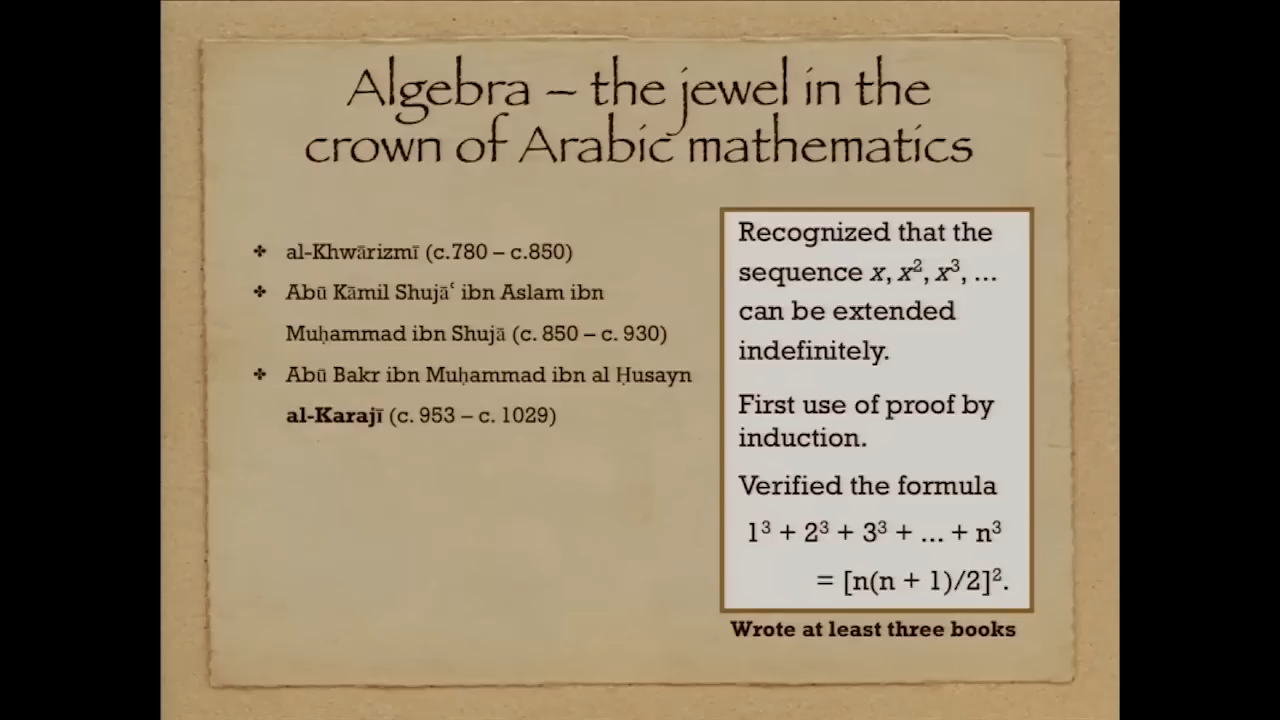 Algebra – the jewel in the
crown of Arabic mathematics
❖ al-Khwārizmī (c.780 – c.850)
❖ Abū Kāmil Shujāʿ ibn Aslam ibn
Muḥammad ibn Shujā (c. 850 – c. 930)
❖ Abū Bakr ibn Muḥammad ibn al Ḥusayn
al-Karajī (c. 953 – c. 1029)
Recognized that the
sequence x, x², x³, ...
can be extended
indefinitely.
First use of proof by
induction.
Verified the formula
1³ + 2³ + 3³ + ... + n³
= [n(n + 1)/2]².
Wrote at least three books